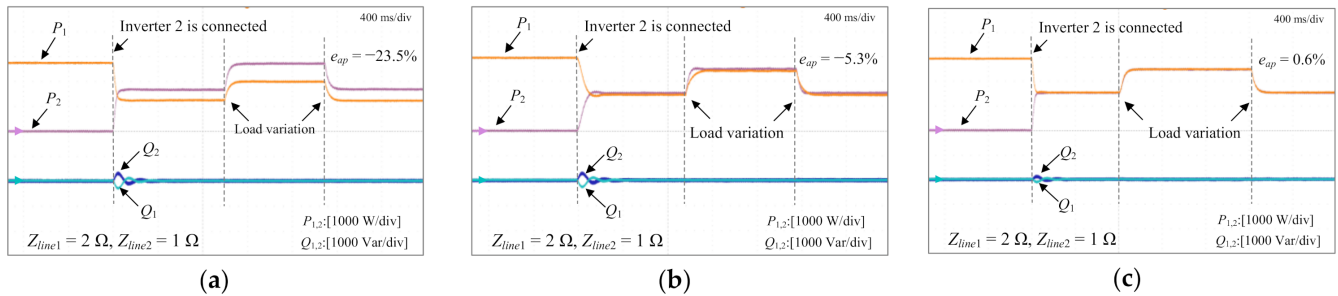 400 ms/div
Inverter 2 is connected
P1
eap = −23.5%
P2
Load variation
Q2
Q1
P1,2:[1000 W/div]
Zline1 = 2 Ω, Zline2 = 1 Ω
Q1,2:[1000 Var/div]
(a)
400 ms/div
Inverter 2 is connected
P1
eap = −5.3%
P2
Load variation
Q2
Q1
P1,2:[1000 W/div]
Zline1 = 2 Ω, Zline2 = 1 Ω
Q1,2:[1000 Var/div]
(b)
400 ms/div
Inverter 2 is connected
P1
eap = 0.6%
P2
Load variation
Q2
Q1
P1,2:[1000 W/div]
Zline1 = 2 Ω, Zline2 = 1 Ω
Q1,2:[1000 Var/div]
(c)